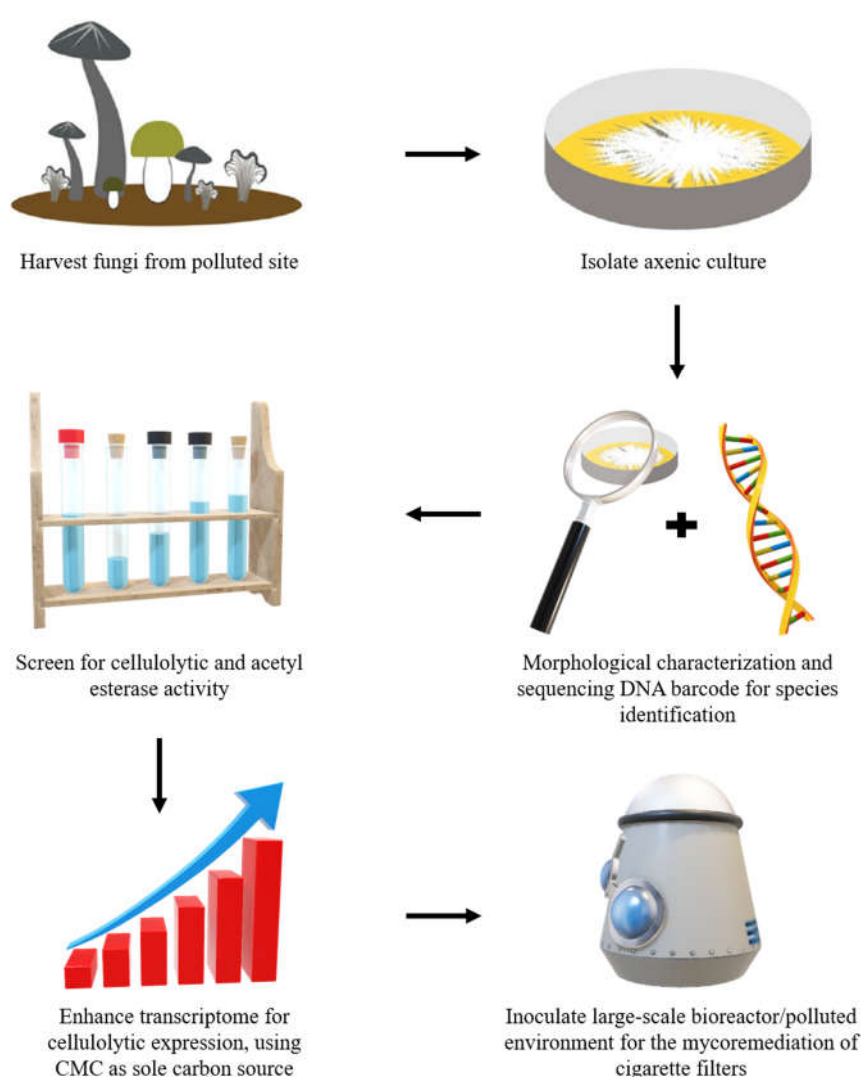 Harvest fungi from polluted site
Isolate axenic culture
Morphological characterization and
sequencing DNA barcode for species
identification
Screen for cellulolytic and acetyl
esterase activity
Enhance transcriptome for
cellulolytic expression, using
CMC as sole carbon source
Inoculate large-scale bioreactor/polluted
environment for the mycoremediation of
cigarette filters